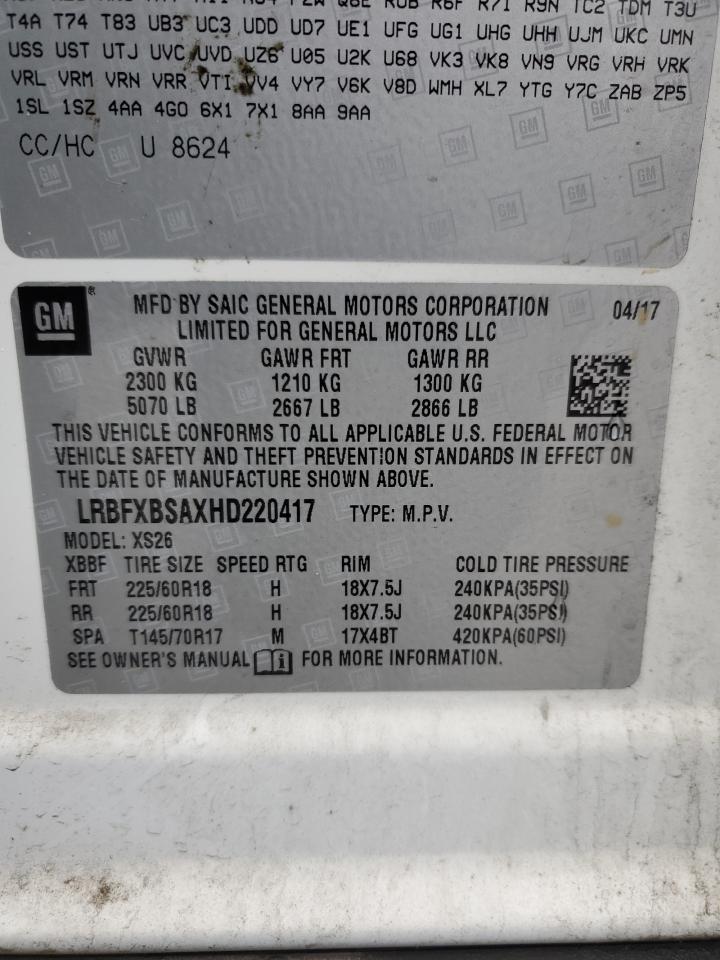 T4A T74 T83 UB3 UC3 UDD UD7 UE1 UFG UG1 UHG UHH UJM UKC UMN
USS UST UTJ UVC UVD UZ6 U05 U2K U68 VK3 VK8 VN9 VRG VRH VRK
VRL VRM VRN VRR VTI VV4 VY7 V6K V8D WMH XL7 YTG Y7C ZAB ZP5
1SL 1SZ 4AA 4GO 6X1 7X1 8AA 9AA
CC/HC U 8624
GM®
MFD BY SAIC GENERAL MOTORS CORPORATION 04/17
LIMITED FOR GENERAL MOTORS LLC
GVWR GAWR FRT GAWR RR
2300 KG 1210 KG 1300 KG
5070 LB 2667 LB 2866 LB
THIS VEHICLE CONFORMS TO ALL APPLICABLE U.S. FEDERAL MOTOR
VEHICLE SAFETY AND THEFT PREVENTION STANDARDS IN EFFECT ON
THE DATE OF MANUFACTURE SHOWN ABOVE.
LRBFXBSAXHD220417 TYPE: M.P.V.
MODEL: XS26
XBBF TIRE SIZE SPEED RTG RIM COLD TIRE PRESSURE
FRT 225/60R18 H 18X7.5J 240KPA(35PSI)
RR 225/60R18 H 18X7.5J 240KPA(35PSI)
SPA T145/70R17 M 17X4BT 420KPA(60PSI)
SEE OWNER'S MANUAL FOR MORE INFORMATION.